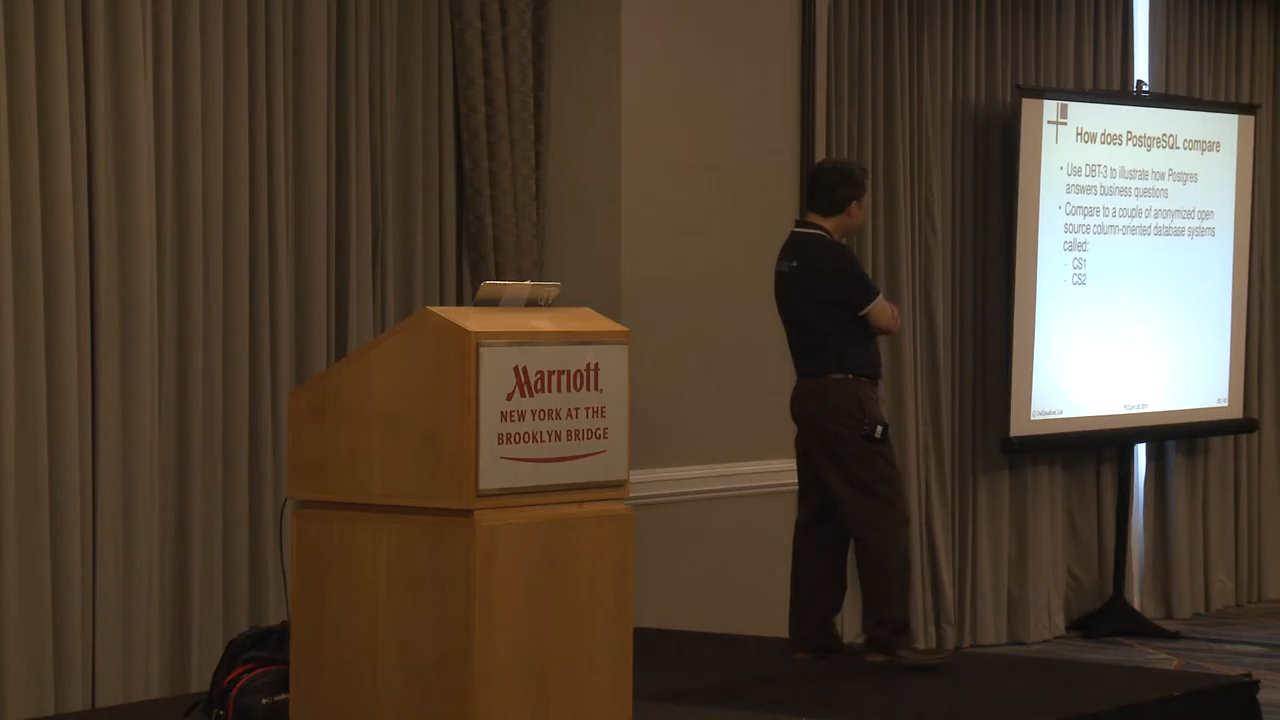 Marriott
NEW YORK AT THE
BROOKLYN BRIDGE
How does PostgreSQL compare
Use DBT-3 to illustrate how Postgres
answers business questions
Compare to a couple of anonymized open
source column-oriented database systems
called:
- CS1
- CS2